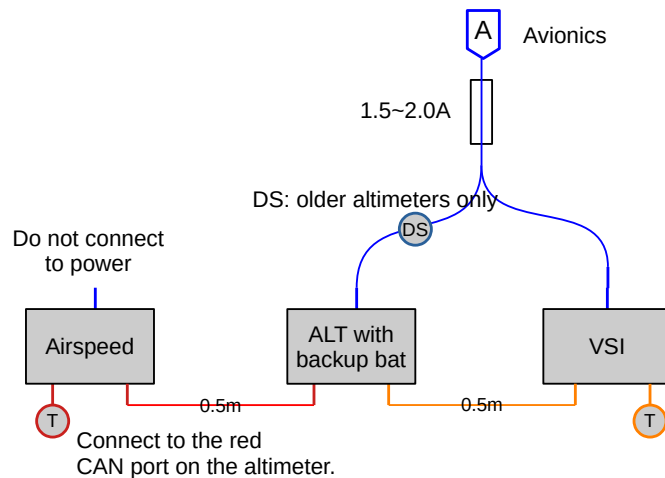 A
Avionics
1.5~2.0A
DS: older altimeters only
DS
Do not connect
to power
Airspeed
ALT with
backup bat
VSI
0.5m
0.5m
T
T
Connect to the red
CAN port on the altimeter.